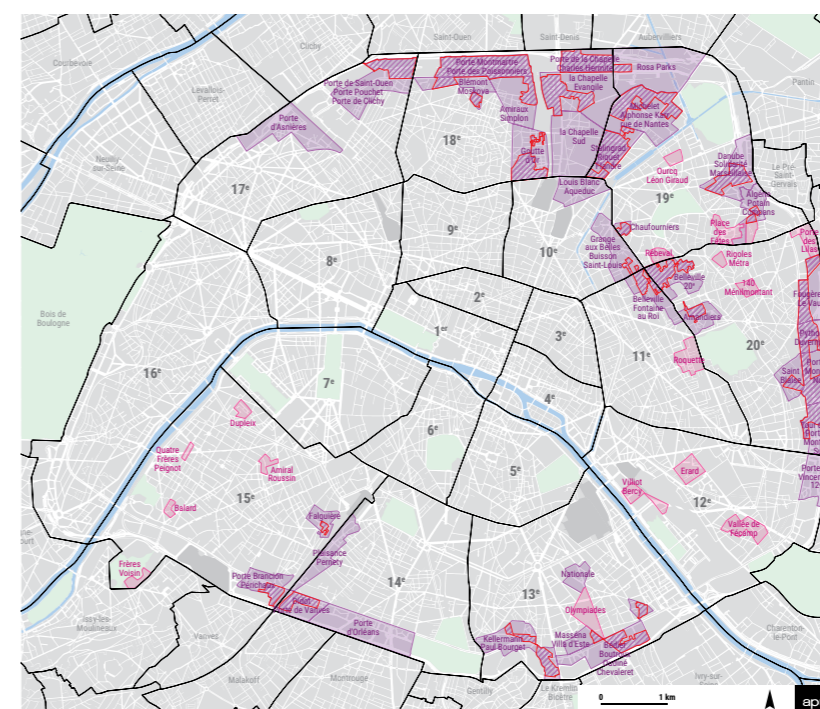 Saint-Ouen
Saint-Denis
Aubervilliers
Clichy
Courbevoie
Levallois
Perret
Pantin
Neuilly-
sur-Seine
Le Pré-
Saint-
Gervais
Porte de Saint-Ouen
Porte Pouchet
Porte de Clichy
Porte
d'Asnières
Porte Montmartre
Porte des Poissonniers
Blémont
Moskova
Porte de la Chapelle
Charles Hermite
la Chapelle
Evangile
Rosa Parks
Michelet
Alphonse Karr
rue de Nantes
Amiraux
Simplon
la Chapelle
Sud
Goutte
d'Or
Stalingrad
Riquet
Flandre
Louis Blanc
Aqueduc
Ourcq
Léon Giraud
Danube
Solidarité
Marseillaise
Algérie
Potain
Compans
Place
des
Fêtes
Chaufourniers
Grange
aux Belles
Buisson
Saint-Louis
Rébeval
Rigoles
Métra
Belleville
20e
140
Ménilmontant
Belleville
Fontaine
au Roi
Amandiers
Roquette
Saint
Blaise
18e
17e
19e
9e
10e
8e
2e
1er
3e
11e
20e
16e
7e
4e
6e
5e
15e
12e
14e
13e
Bois de
Boulogne
Dupleix
Quatre
Frères
Peignot
Amiral
Roussin
Balard
Falguière
Frères
Voisin
Plaisance
Pernety
Porte Brancion
Périchaux
Porte
d'Orléans
Villiot
Bercy
Erard
Vallée de
Fécamp
Nationale
Olympiades
Kellermann
Paul Bourget
Masséna
Villa d'Este
Bédier
Boutroux
Oudiné
Chevaleret
Issy-les-
Moulineaux
Vanves
Malakoff
Montrouge
Gentilly
Le Kremlin-
Bicêtre
Ivry-sur-
Charenton-
le-Pont
0 1 km